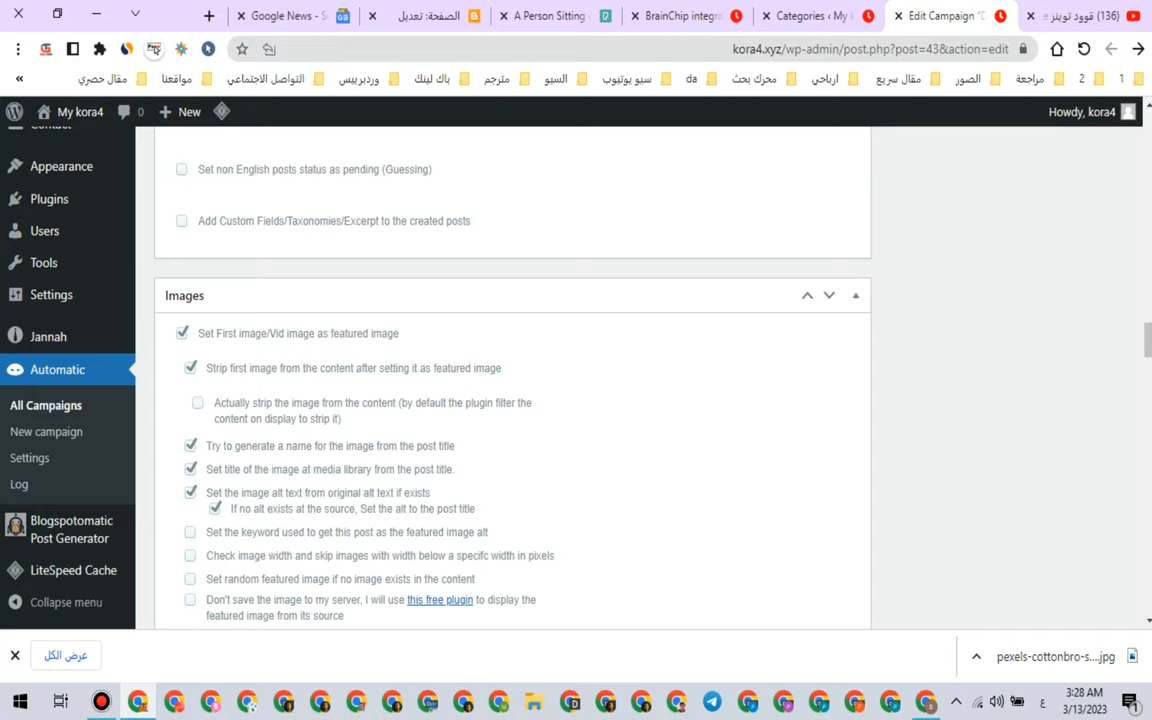 Google News - S
الصفحة: تعديل
A Person Sitting
BrainChip integra
Categories ‹ My k
Edit Campaign "D
(136) قوود توينز e
kora4.xyz/wp-admin/post.php?post=43&action=edit
«
مقال حصري
مواقعنا
التواصل الاجتماعي
وردبريبس
باك لينك
مترجم
السيو
سيو يوتيوب
da
محرك بحث
ارباحي
مقال سريع
الصور
مراجعة
2
1
My kora4
0
New
Howdy, kora4
Contact
Appearance
Plugins
Users
Tools
Settings
Jannah
Automatic
All Campaigns
New campaign
Settings
Log
Blogspotomatic
Post Generator
LiteSpeed Cache
Collapse menu
Set non English posts status as pending (Guessing)
Add Custom Fields/Taxonomies/Excerpt to the created posts
Images
Set First image/Vid image as featured image
Strip first image from the content after setting it as featured image
Actually strip the image from the content (by default the plugin filter the
content on display to strip it)
Try to generate a name for the image from the post title
Set title of the image at media library from the post title.
Set the image alt text from original alt text if exists
If no alt exists at the source, Set the alt to the post title
Set the keyword used to get this post as the featured image alt
Check image width and skip images with width below a specifc width in pixels
Set random featured image if no image exists in the content
Don't save the image to my server, I will use this free plugin to display the
featured image from its source
عرض الكل
pexels-cottonbro-s....jpg
ع
3:28 AM
3/13/2023
1